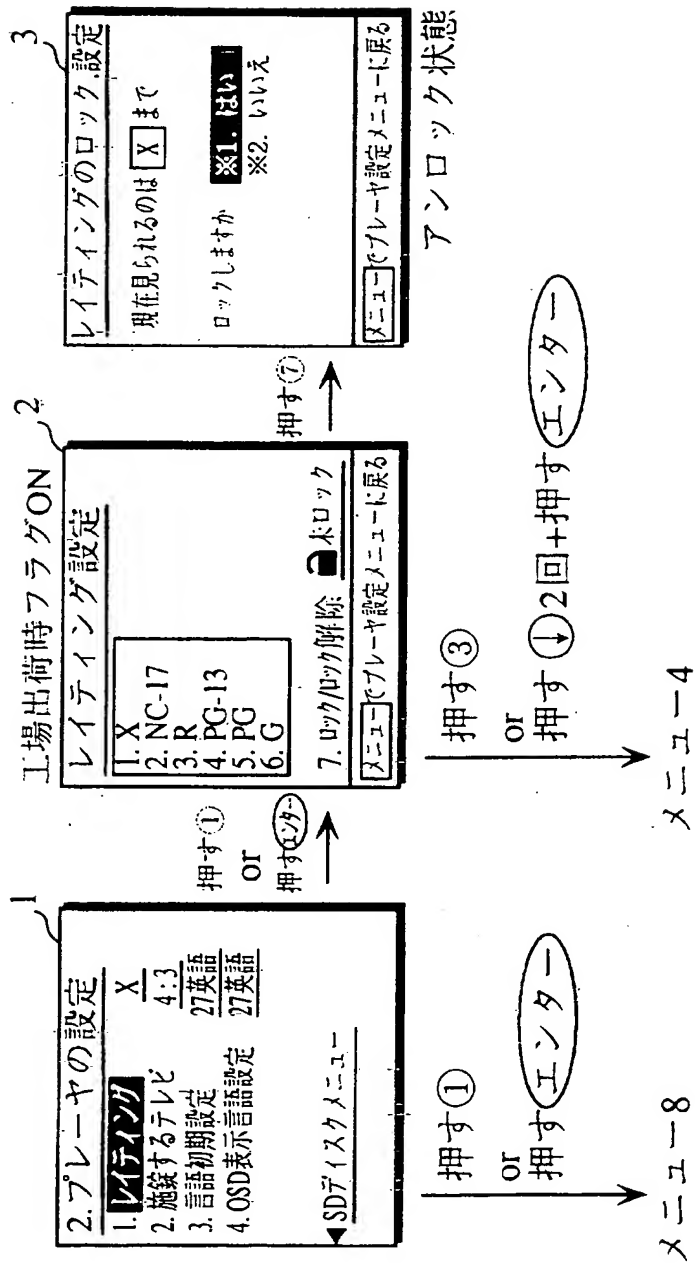 1
2.プレーヤの設定
1. レイティング X
2. 施錠するテレビ 4:3
3. 言語初期設定 27英語
4. OSD表示言語設定 27英語
◀SDディスクメニュー
押す①
or
押すエンター
メニュー8
押す①
or
押すエンター
工場出荷時フラグON
2
レイティング設定
1. X
2. NC-17
3. R
4. PG-13
5. PG
6. G
7. ロック/ロック解除 未ロック
メニューでプレーヤ設定メニューに戻る
押す③
or
押す↓2回+押すエンター
メニュー4
押す⑦
3
レイティングのロック設定
現在見られるのは X まで
ロックしますか ※1. はい
※2. いいえ
メニューでプレーヤ設定メニューに戻る
アンロック状態